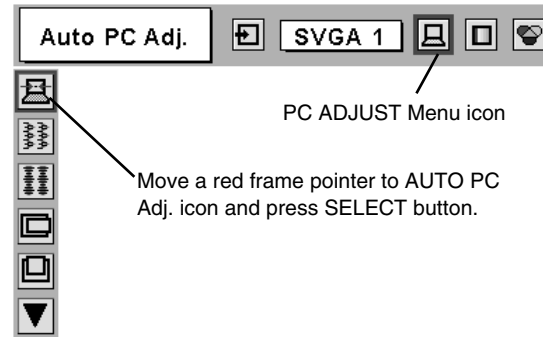 Auto PC Adj.
SVGA 1
PC ADJUST Menu icon
Move a red frame pointer to AUTO PC
Adj. icon and press SELECT button.